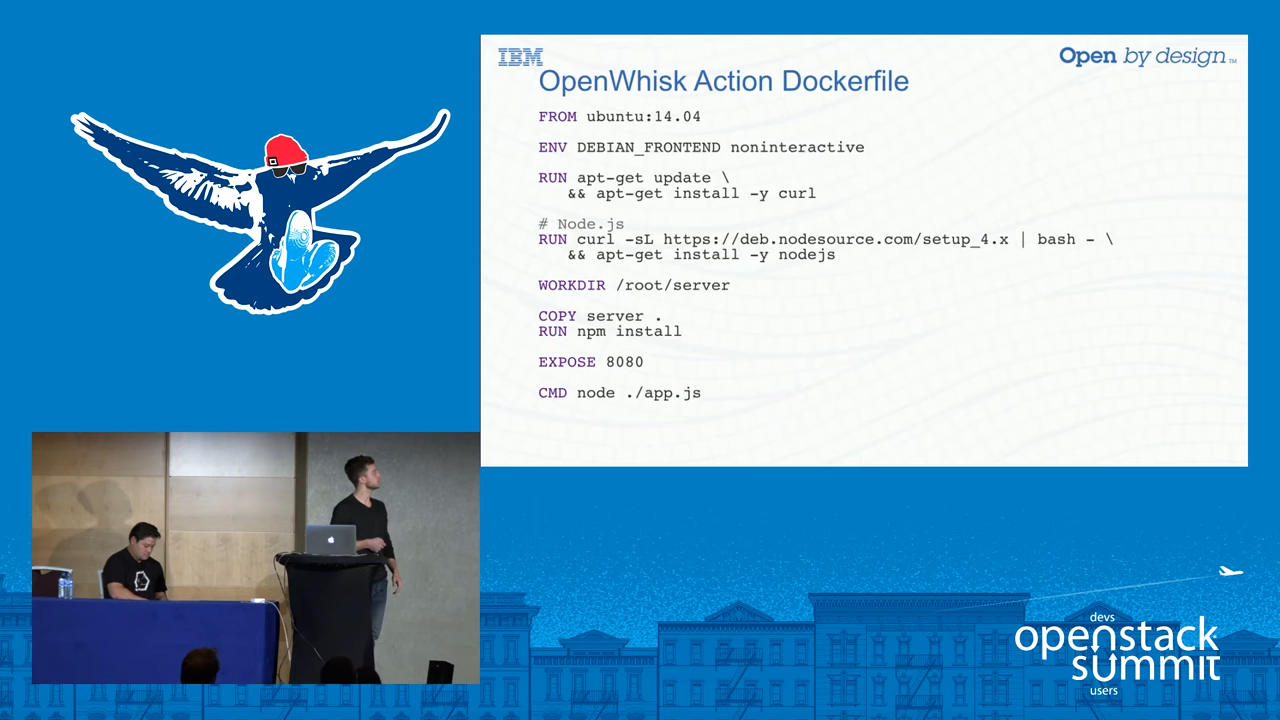 IBM
Open by design™
OpenWhisk Action Dockerfile
FROM ubuntu:14.04
ENV DEBIAN_FRONTEND noninteractive
RUN apt-get update \
&& apt-get install -y curl
# Node.js
RUN curl -sL https://deb.nodesource.com/setup_4.x | bash - \
&& apt-get install -y nodejs
WORKDIR /root/server
COPY server .
RUN npm install
EXPOSE 8080
CMD node ./app.js
devs
openstack
summit
users